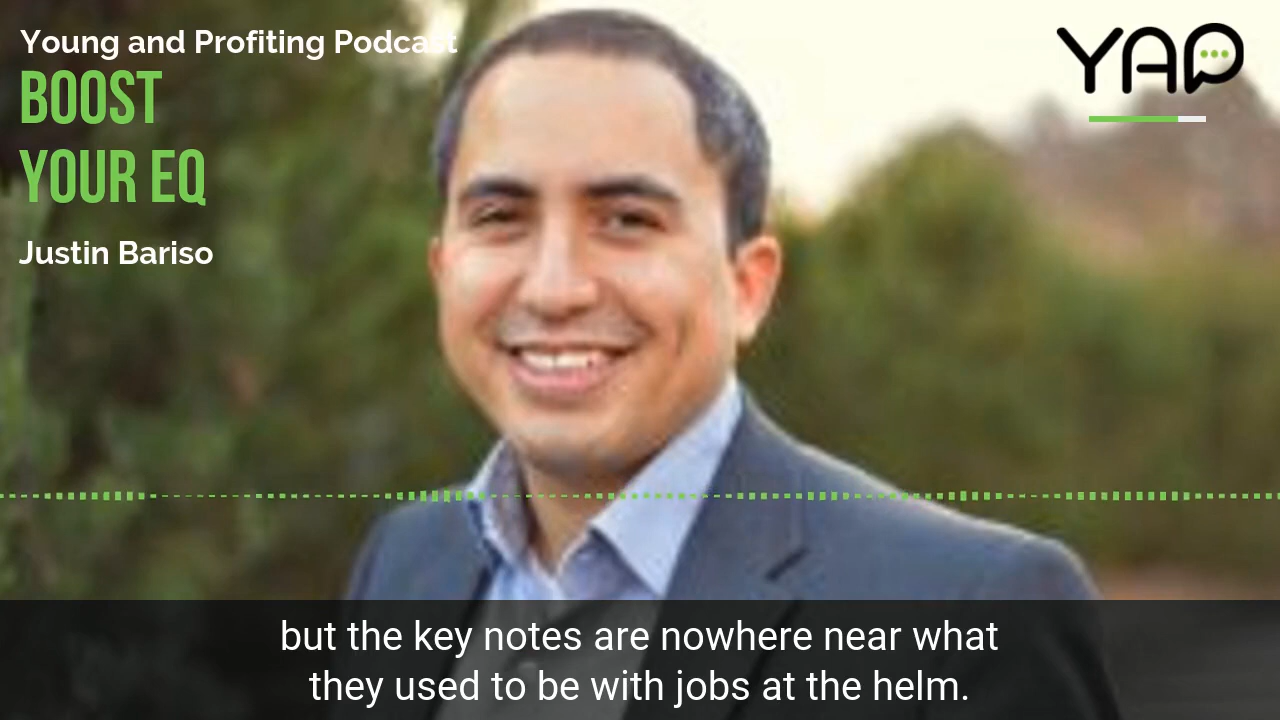 Young and Profiting Podcast
YAP
BOOST
YOUR EQ
Justin Bariso
but the key notes are nowhere near what
they used to be with jobs at the helm.